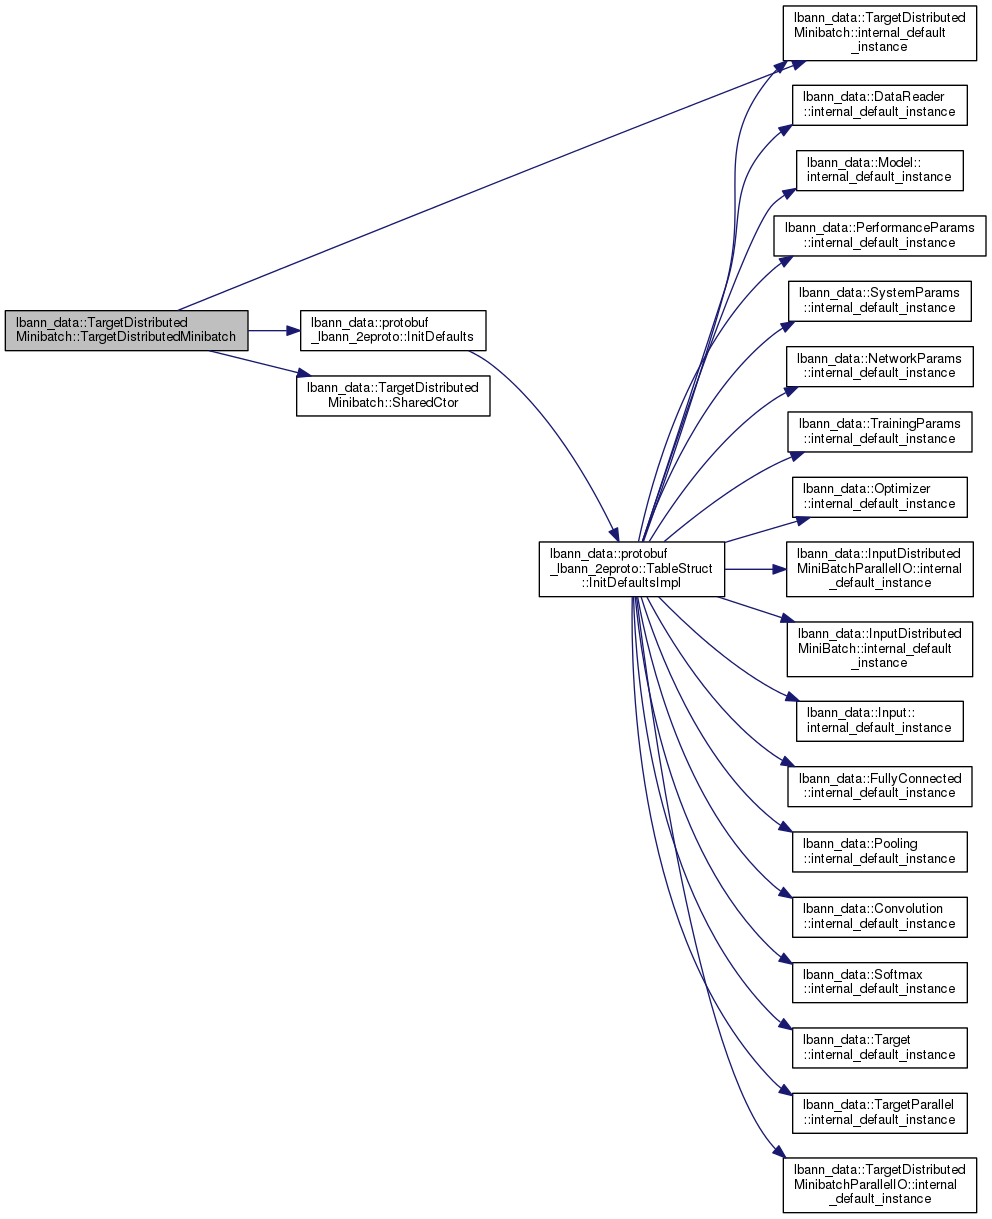 lbann_data::TargetDistributed
Minibatch::TargetDistributedMinibatch
lbann_data::protobuf
_lbann_2eproto::InitDefaults
lbann_data::TargetDistributed
Minibatch::SharedCtor
lbann_data::protobuf
_lbann_2eproto::TableStruct
::InitDefaultsImpl
lbann_data::TargetDistributed
Minibatch::internal_default
_instance
lbann_data::DataReader
::internal_default_instance
lbann_data::Model::
internal_default_instance
lbann_data::PerformanceParams
::internal_default_instance
lbann_data::SystemParams
::internal_default_instance
lbann_data::NetworkParams
::internal_default_instance
lbann_data::TrainingParams
::internal_default_instance
lbann_data::Optimizer
::internal_default_instance
lbann_data::InputDistributed
MiniBatchParallelIO::internal
_default_instance
lbann_data::InputDistributed
MiniBatch::internal_default
_instance
lbann_data::Input::
internal_default_instance
lbann_data::FullyConnected
::internal_default_instance
lbann_data::Pooling
::internal_default_instance
lbann_data::Convolution
::internal_default_instance
lbann_data::Softmax
::internal_default_instance
lbann_data::Target
::internal_default_instance
lbann_data::TargetParallel
::internal_default_instance
lbann_data::TargetDistributed
MinibatchParallelIO::internal
_default_instance